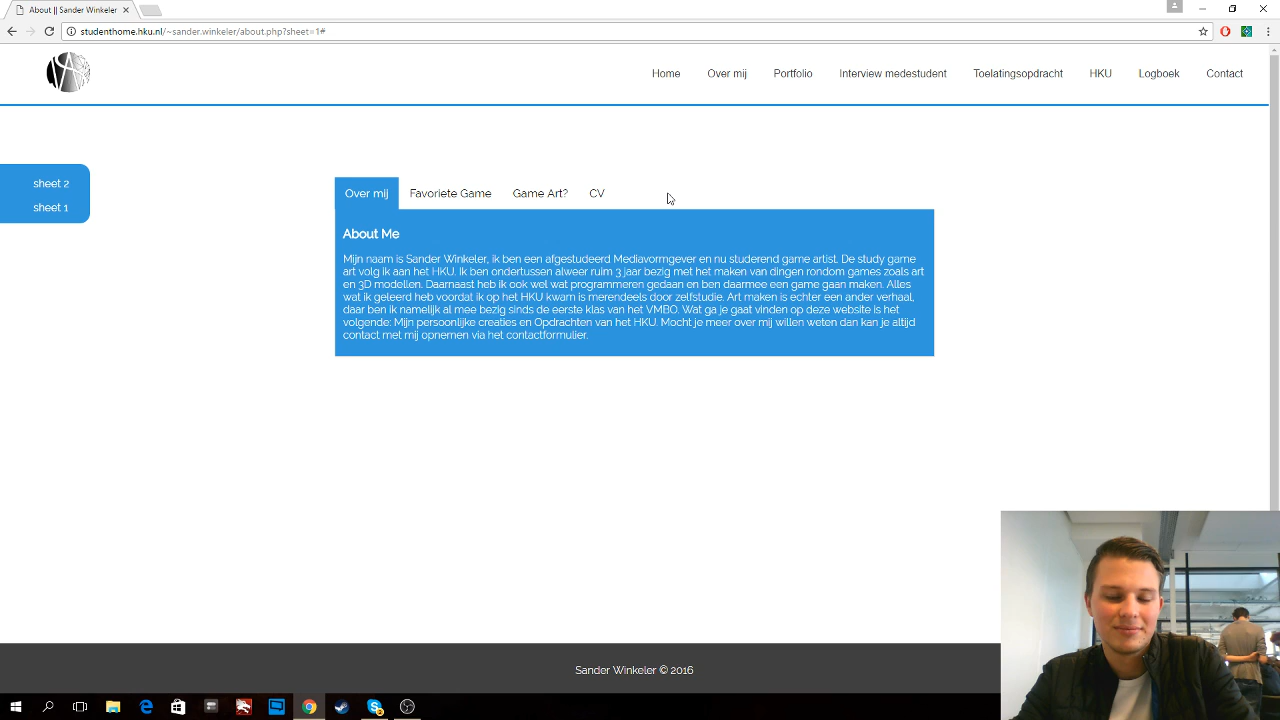 About || Sander Winkeler
studenthome.hku.nl/~sander.winkeler/about.php?sheet=1#
Home Over mij Portfolio Interview medestudent Toelatingsopdracht HKU Logboek Contact
sheet 2
sheet 1
Over mij Favoriete Game Game Art? CV
About Me
Mijn naam is Sander Winkeler, ik ben een afgestudeerd Mediavormgever en nu studerend game artist. De study game
art volg ik aan het HKU. Ik ben ondertussen alweer ruim 3 jaar bezig met het maken van dingen rondom games zoals art
en 3D modellen. Daarnaast heb ik ook wel wat programmeren gedaan en ben daarmee een game gaan maken. Alles
wat ik geleerd heb voordat ik op het HKU kwam is merendeels door zelfstudie. Art maken is echter een ander verhaal,
daar ben ik namelijk al mee bezig sinds de eerste klas van het VMBO. Wat ga je gaat vinden op deze website is het
volgende: Mijn persoonlijke creaties en Opdrachten van het HKU. Mocht je meer over mij willen weten dan kan je altijd
contact met mij opnemen via het contactformulier.
Sander Winkeler © 2016